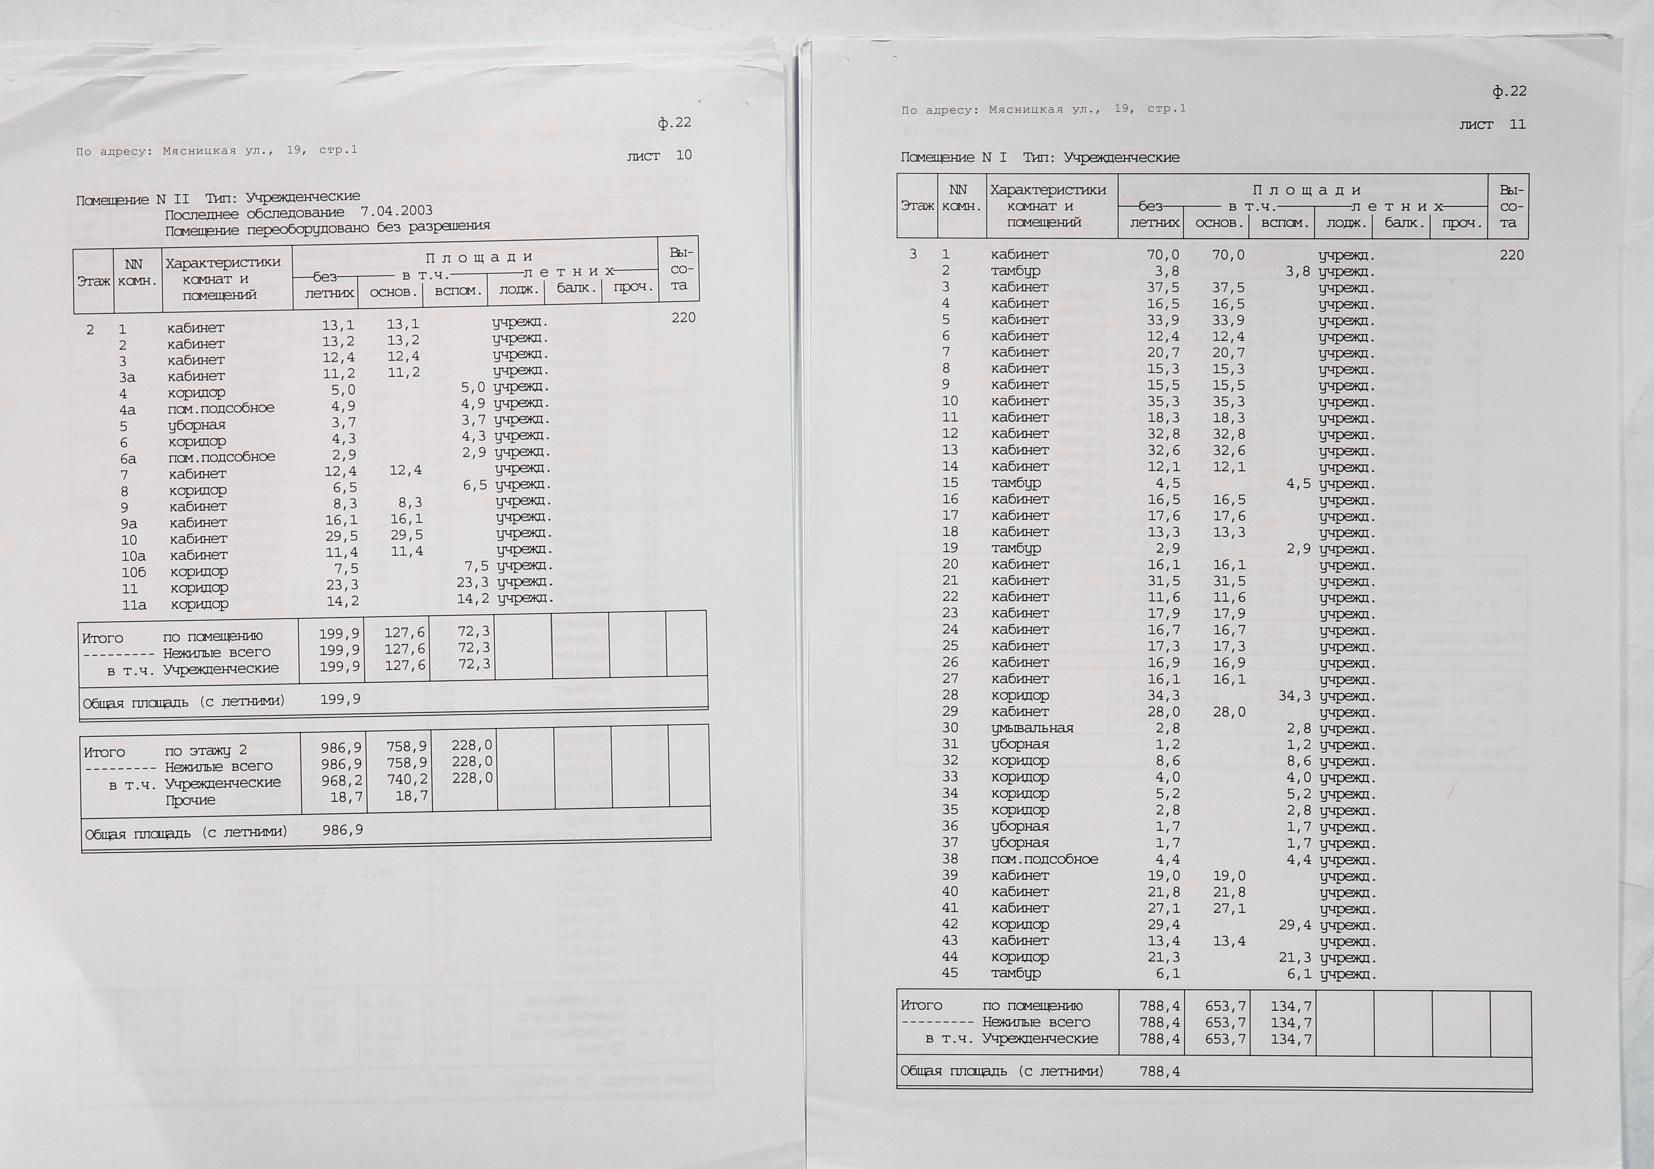 ф.22
По адресу: Мясницкая ул., 19, стр.1
лист 10
Помещение N II Тип: Учрежденческие
Последнее обследование 7.04.2003
Помещение переоборудовано без разрешения
Этаж NN комн. Характеристики комнат и помещений Площади Вы-
без летних в т.ч. летних со-
основ. вспом. лодж. балк. проч. та
2 1 кабинет 13,1 13,1 учрежд. 220
2 кабинет 13,2 13,2 учрежд.
3 кабинет 12,4 12,4 учрежд.
3а кабинет 11,2 11,2 учрежд.
4 коридор 5,0 5,0 учрежд.
4а пом.подсобное 4,9 4,9 учрежд.
5 уборная 3,7 3,7 учрежд.
6 коридор 4,3 4,3 учрежд.
6а пом.подсобное 2,9 2,9 учрежд.
7 кабинет 12,4 12,4 учрежд.
8 коридор 6,5 6,5 учрежд.
9 кабинет 8,3 8,3 учрежд.
9а кабинет 16,1 16,1 учрежд.
10 кабинет 29,5 29,5 учрежд.
10а кабинет 11,4 11,4 учрежд.
10б коридор 7,5 7,5 учрежд.
11 коридор 23,3 23,3 учрежд.
11а коридор 14,2 14,2 учрежд.
Итого по помещению 199,9 127,6 72,3
--------- Нежилые всего 199,9 127,6 72,3
в т.ч. Учрежденческие 199,9 127,6 72,3
Общая площадь (с летними) 199,9
Итого по этажу 2 986,9 758,9 228,0
--------- Нежилые всего 986,9 758,9 228,0
в т.ч. Учрежденческие 968,2 740,2 228,0
Прочие 18,7 18,7
Общая площадь (с летними) 986,9
ф.22
По адресу: Мясницкая ул., 19, стр.1
лист 11
Помещение N I Тип: Учрежденческие
Этаж NN комн. Характеристики комнат и помещений Площади Вы-
без летних в т.ч. летних со-
основ. вспом. лодж. балк. проч. та
3 1 кабинет 70,0 70,0 учрежд. 220
2 тамбур 3,8 3,8 учрежд.
3 кабинет 37,5 37,5 учрежд.
4 кабинет 16,5 16,5 учрежд.
5 кабинет 33,9 33,9 учрежд.
6 кабинет 12,4 12,4 учрежд.
7 кабинет 20,7 20,7 учрежд.
8 кабинет 15,3 15,3 учрежд.
9 кабинет 15,5 15,5 учрежд.
10 кабинет 35,3 35,3 учрежд.
11 кабинет 18,3 18,3 учрежд.
12 кабинет 32,8 32,8 учрежд.
13 кабинет 32,6 32,6 учрежд.
14 кабинет 12,1 12,1 учрежд.
15 тамбур 4,5 4,5 учрежд.
16 кабинет 16,5 16,5 учрежд.
17 кабинет 17,6 17,6 учрежд.
18 кабинет 13,3 13,3 учрежд.
19 тамбур 2,9 2,9 учрежд.
20 кабинет 16,1 16,1 учрежд.
21 кабинет 31,5 31,5 учрежд.
22 кабинет 11,6 11,6 учрежд.
23 кабинет 17,9 17,9 учрежд.
24 кабинет 16,7 16,7 учрежд.
25 кабинет 17,3 17,3 учрежд.
26 кабинет 16,9 16,9 учрежд.
27 кабинет 16,1 16,1 учрежд.
28 коридор 34,3 34,3 учрежд.
29 кабинет 28,0 28,0 учрежд.
30 умывальная 2,8 2,8 учрежд.
31 уборная 1,2 1,2 учрежд.
32 коридор 8,6 8,6 учрежд.
33 коридор 4,0 4,0 учрежд.
34 коридор 5,2 5,2 учрежд.
35 коридор 2,8 2,8 учрежд.
36 уборная 1,7 1,7 учрежд.
37 уборная 1,7 1,7 учрежд.
38 пом.подсобное 4,4 4,4 учрежд.
39 кабинет 19,0 19,0 учрежд.
40 кабинет 21,8 21,8 учрежд.
41 кабинет 27,1 27,1 учрежд.
42 коридор 29,4 29,4 учрежд.
43 кабинет 13,4 13,4 учрежд.
44 коридор 21,3 21,3 учрежд.
45 тамбур 6,1 6,1 учрежд.
Итого по помещению 788,4 653,7 134,7
--------- Нежилые всего 788,4 653,7 134,7
в т.ч. Учрежденческие 788,4 653,7 134,7
Общая площадь (с летними) 788,4